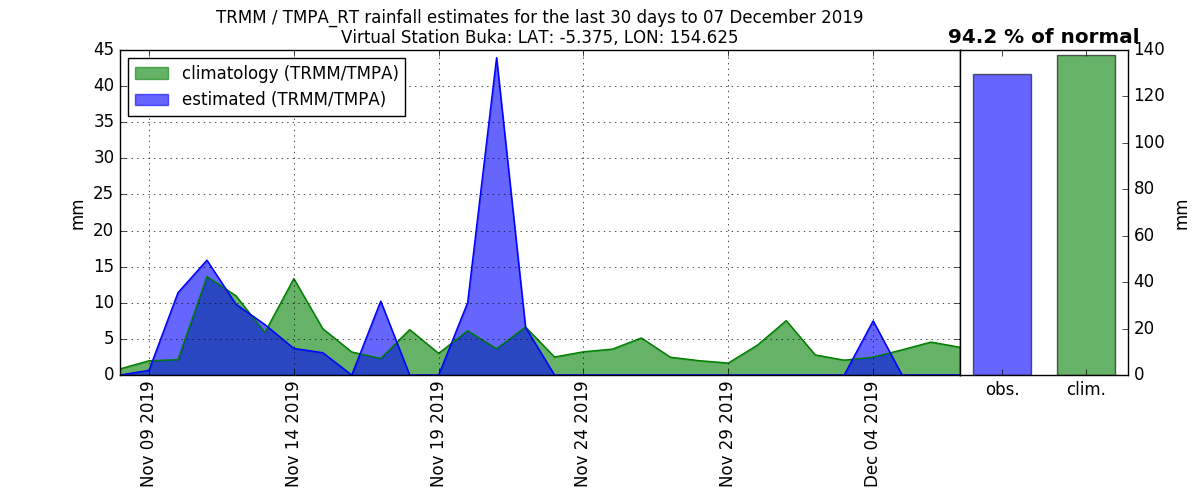 TRMM / TMPA_RT rainfall estimates for the last 30 days to 07 December 2019
Virtual Station Buka: LAT: -5.375, LON: 154.625
94.2 % of normal
climatology (TRMM/TMPA)
estimated (TRMM/TMPA)
45
40
35
30
25
20
15
10
5
0
mm
Nov 09 2019
Nov 14 2019
Nov 19 2019
Nov 24 2019
Nov 29 2019
Dec 04 2019
obs.
clim.
140
120
100
80
60
40
20
0
mm